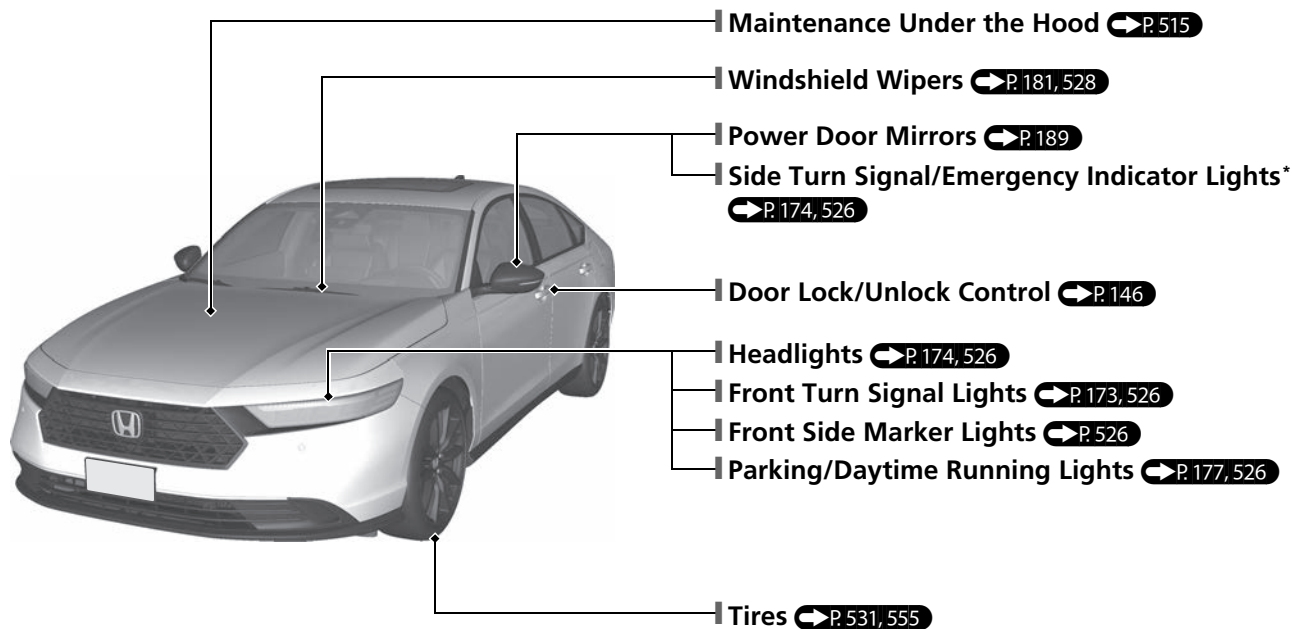 Maintenance Under the Hood P. 515
Windshield Wipers P. 181, 528
Power Door Mirrors P. 189
Side Turn Signal/Emergency Indicator Lights*
P. 174, 526
Door Lock/Unlock Control P. 146
Headlights P. 174, 526
Front Turn Signal Lights P. 173, 526
Front Side Marker Lights P. 526
Parking/Daytime Running Lights P. 177, 526
Tires P. 531, 555